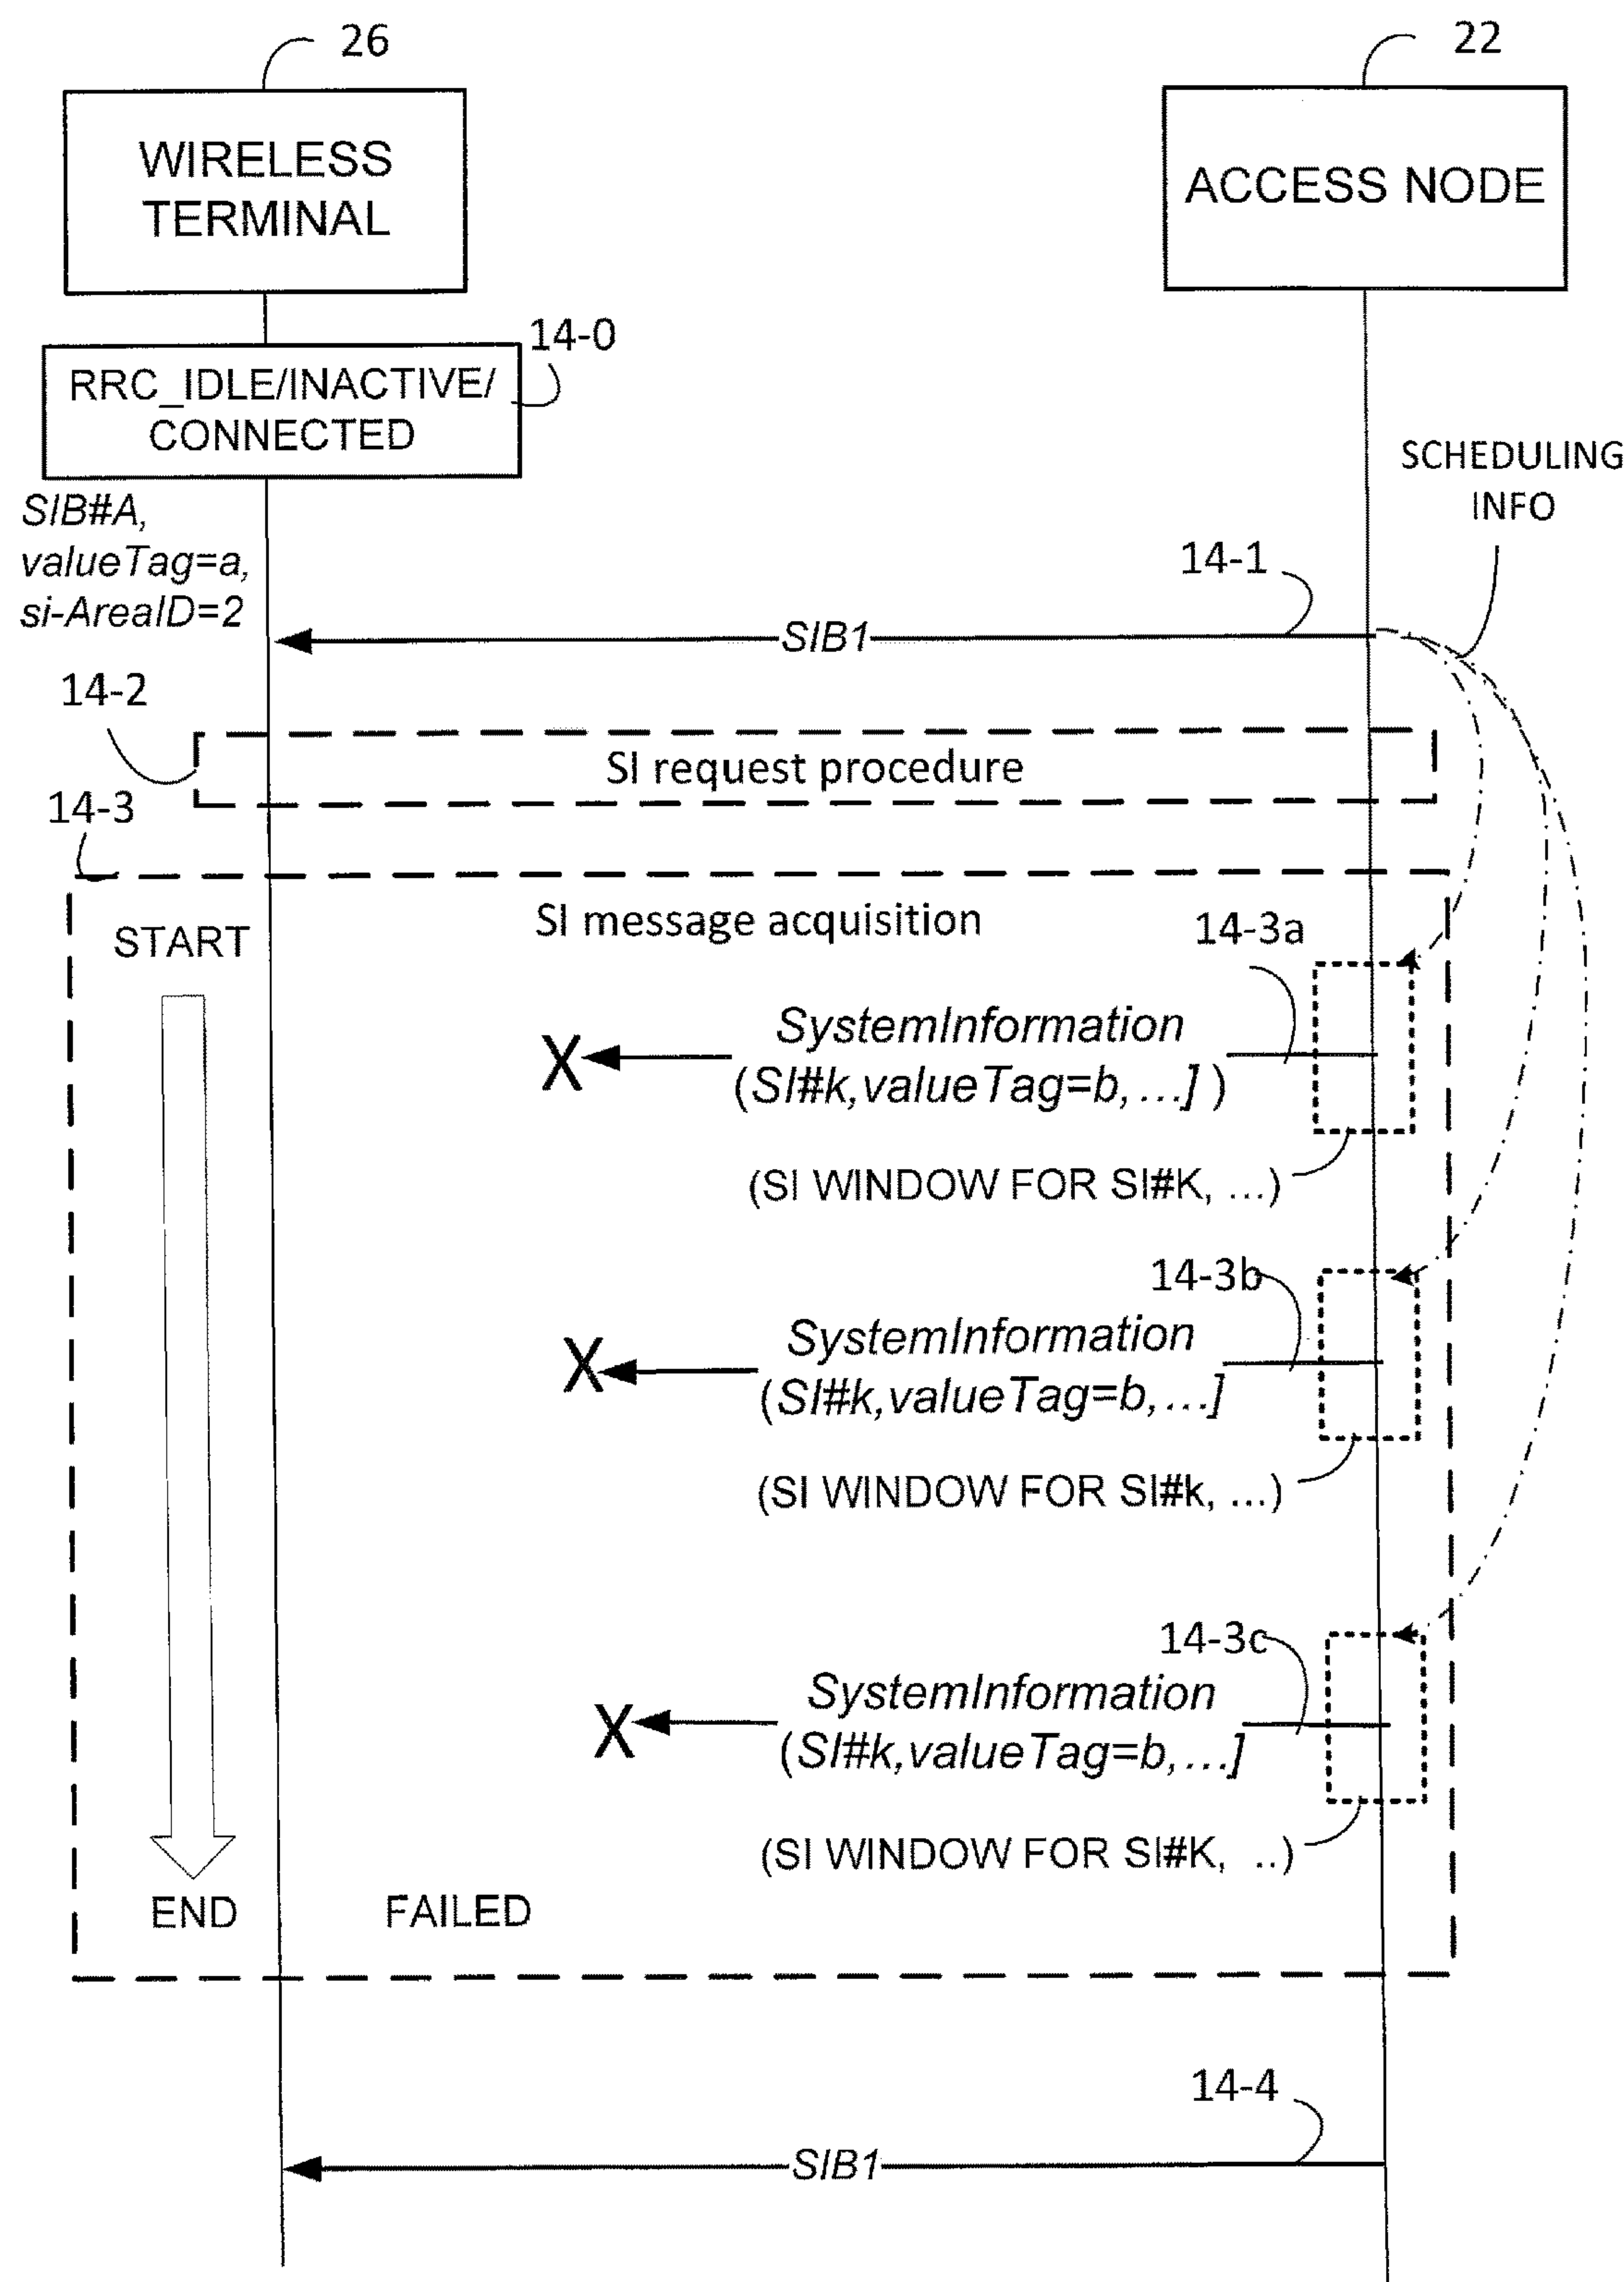 26
22
WIRELESS
TERMINAL
ACCESS NODE
14-0
RRC_IDLE/INACTIVE/
CONNECTED
SCHEDULING
INFO
SIB#A,
valueTag=a,
si-AreaID=2
14-1
SIB1
14-2
SI request procedure
14-3
SI message acquisition
START
14-3a
SystemInformation
(SI#k,valueTag=b,...] )
X
(SI WINDOW FOR SI#K, ...)
14-3b
SystemInformation
(SI#k,valueTag=b,...]
X
(SI WINDOW FOR SI#k, ...)
14-3c
SystemInformation
(SI#k,valueTag=b,...]
X
(SI WINDOW FOR SI#K, ..)
END
FAILED
14-4
SIB1